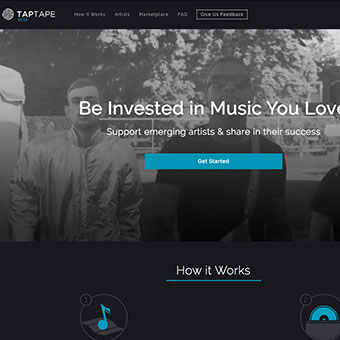 TAPTAPE
BETA
How it Works Artists Marketplace FAQ Give Us Feedback
Be Invested in Music You Love
Support emerging artists & share in their success
Get Started
How it Works
1
2